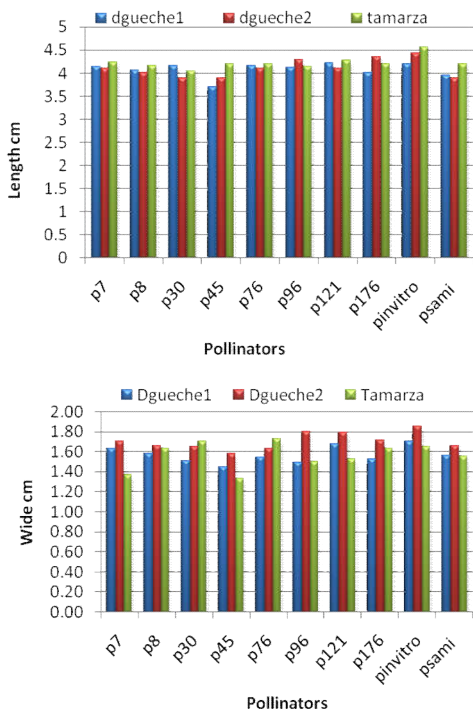 dgueche1 dgueche2 tamarza
5
4.5
4
3.5
3
2.5
2
1.5
1
0.5
0
Length cm
p7 p8 p30 p45 p76 p96 p121 p176 pinvitro psami
Pollinators
Dgueche1 Dgueche2 Tamarza
2.00
1.80
1.60
1.40
1.20
1.00
0.80
0.60
0.40
0.20
0.00
Wide cm
p7 p8 p30 p45 p76 p96 p121 p176 pinvitro psami
Pollinators